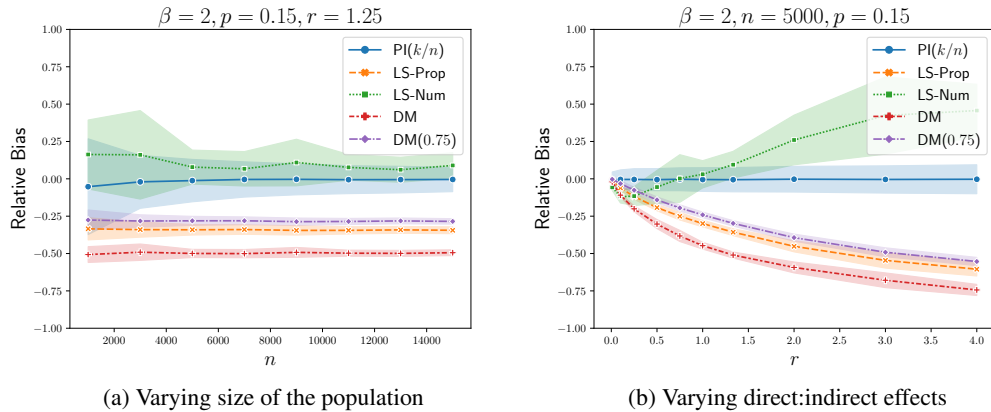 β = 2, p = 0.15, r = 1.25
1.00
0.75
0.50
0.25
0.00
−0.25
−0.50
−0.75
−1.00
Relative Bias
PI(k/n)
LS-Prop
LS-Num
DM
DM(0.75)
2000 4000 6000 8000 10000 12000 14000
n
(a) Varying size of the population
β = 2, n = 5000, p = 0.15
1.00
0.75
0.50
0.25
0.00
−0.25
−0.50
−0.75
−1.00
Relative Bias
PI(k/n)
LS-Prop
LS-Num
DM
DM(0.75)
0.0 0.5 1.0 1.5 2.0 2.5 3.0 3.5 4.0
r
(b) Varying direct:indirect effects